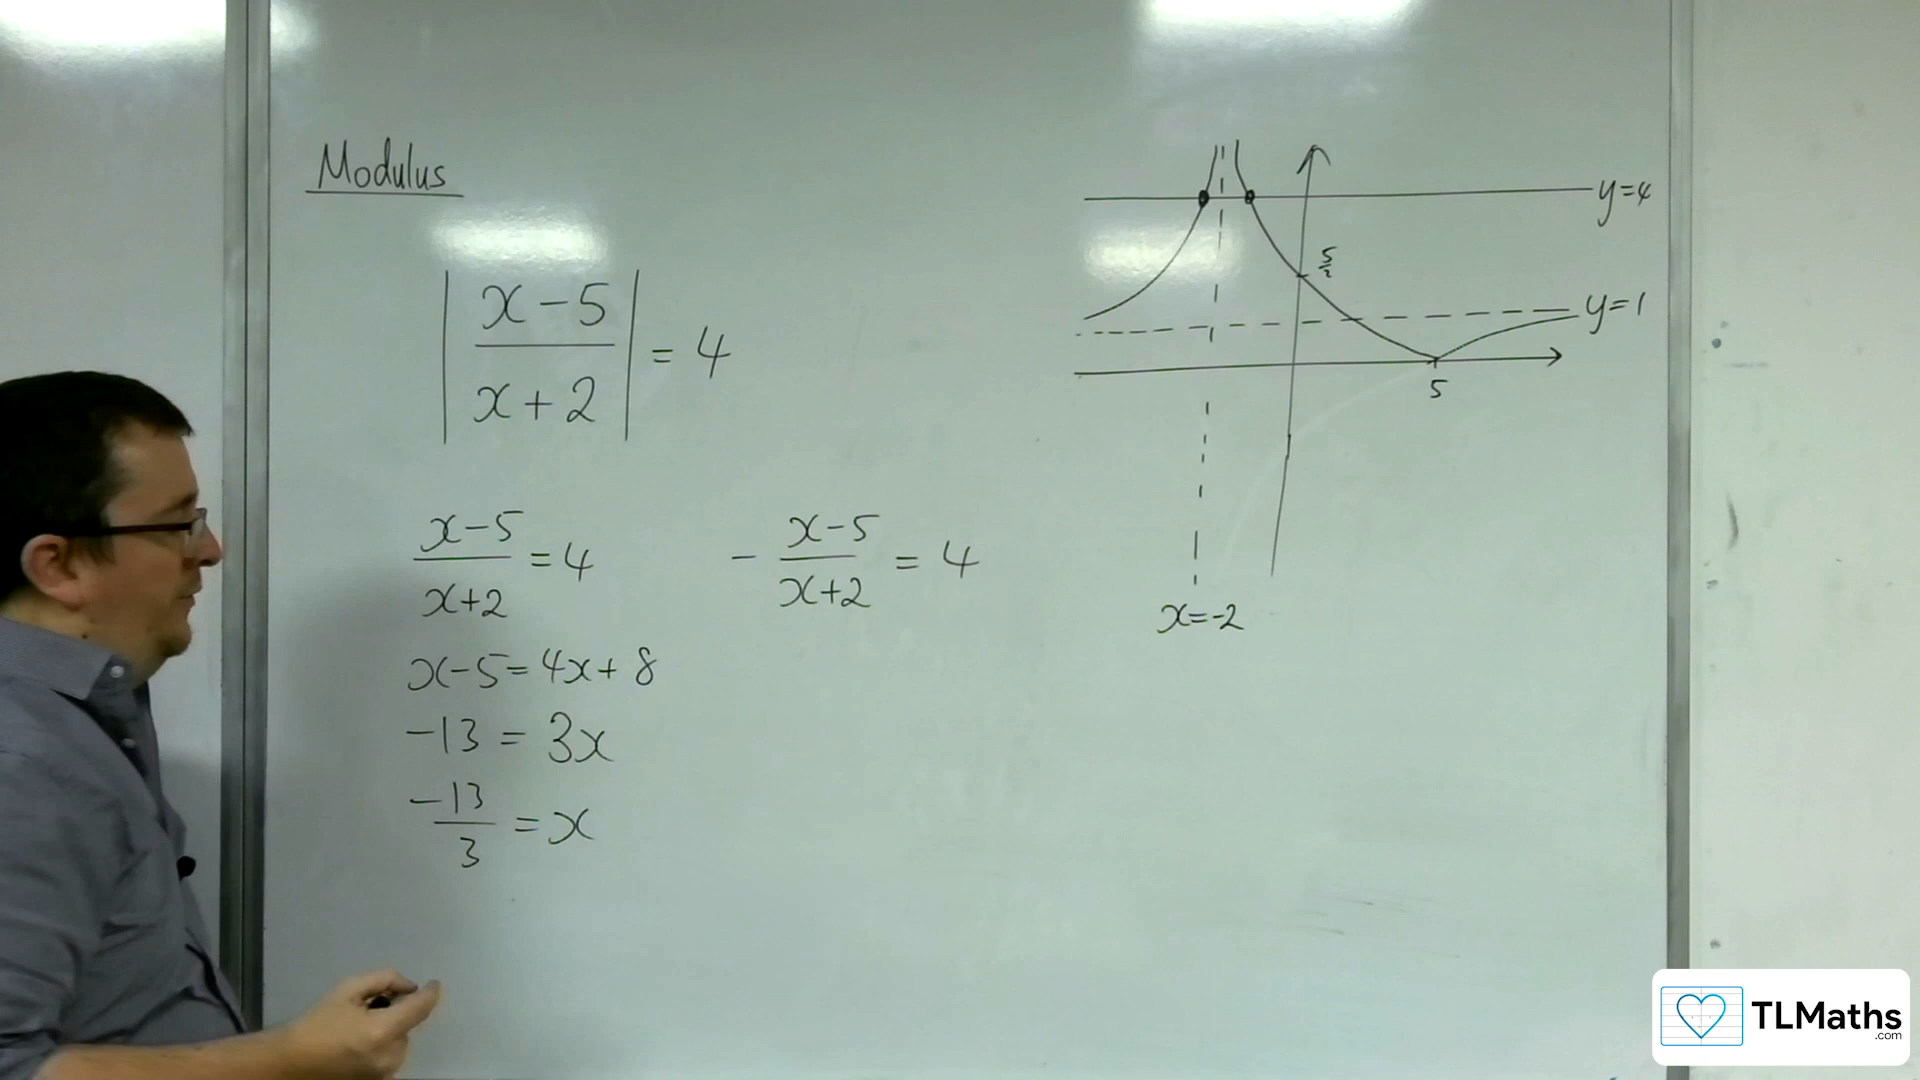 Modulus
| x-5 / x+2 | = 4
x-5 / x+2 = 4
- x-5 / x+2 = 4
x-5=4x+8
-13 = 3x
-13 / 3 = x
y=4
5/2
y=1
5
x=-2
TLMaths
.com